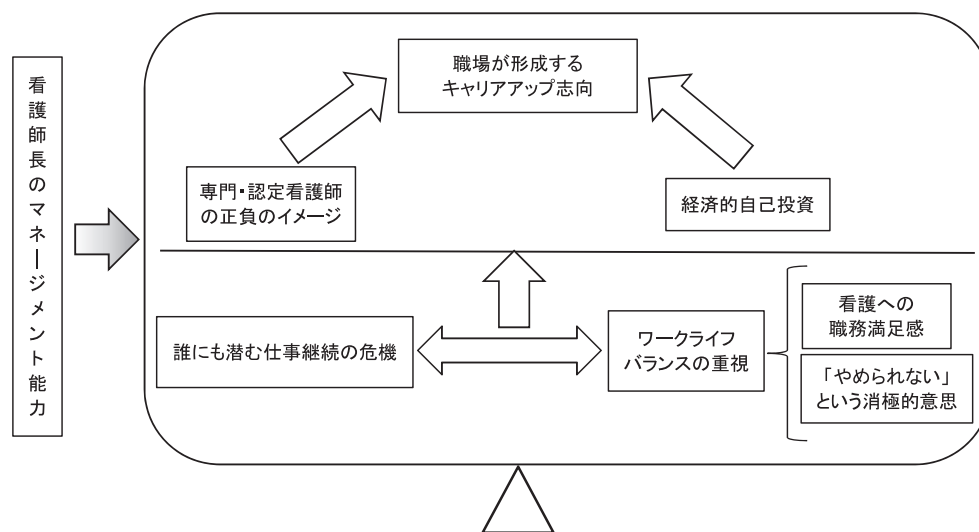 看護師長のマネージメント能力
職場が形成する
キャリアアップ志向
専門・認定看護師
の正負のイメージ
経済的自己投資
誰にも潜む仕事継続の危機
ワークライフ
バランスの重視
看護への
職務満足感
「やめられない」
という消極的意思